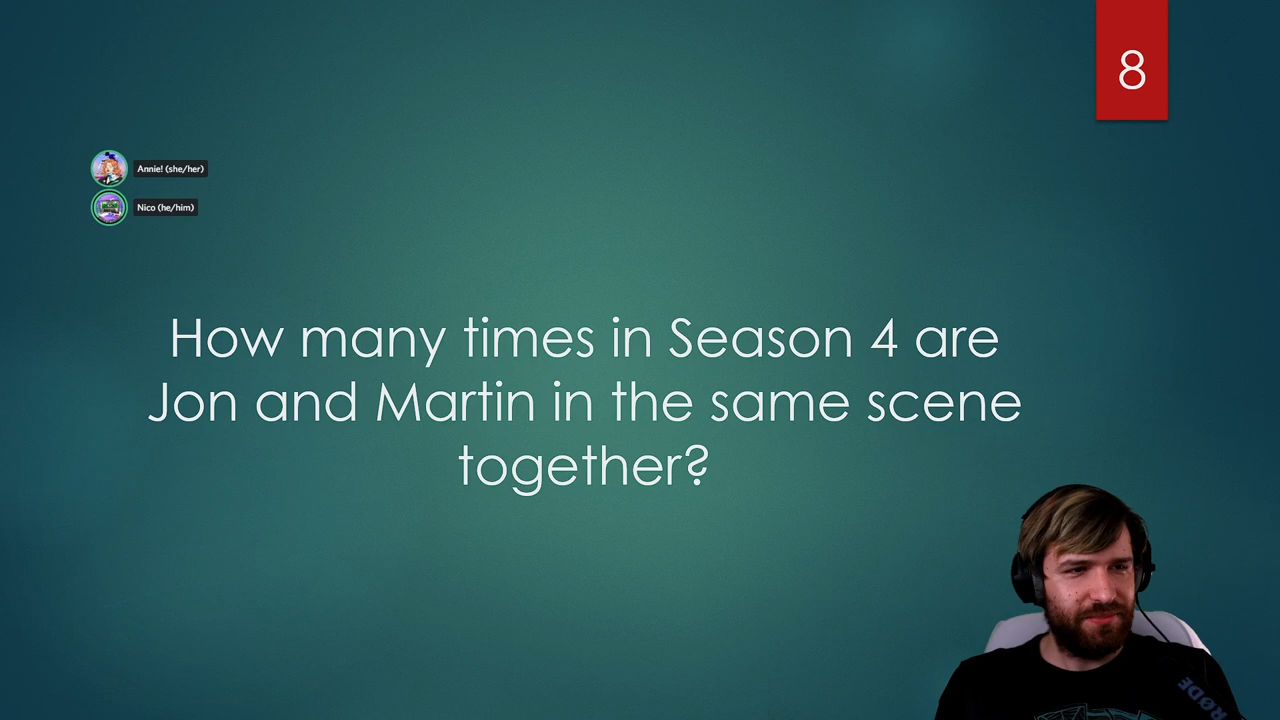 8
Annie! (she/her)
Nico (he/him)
How many times in Season 4 are
Jon and Martin in the same scene
together?
RØDE